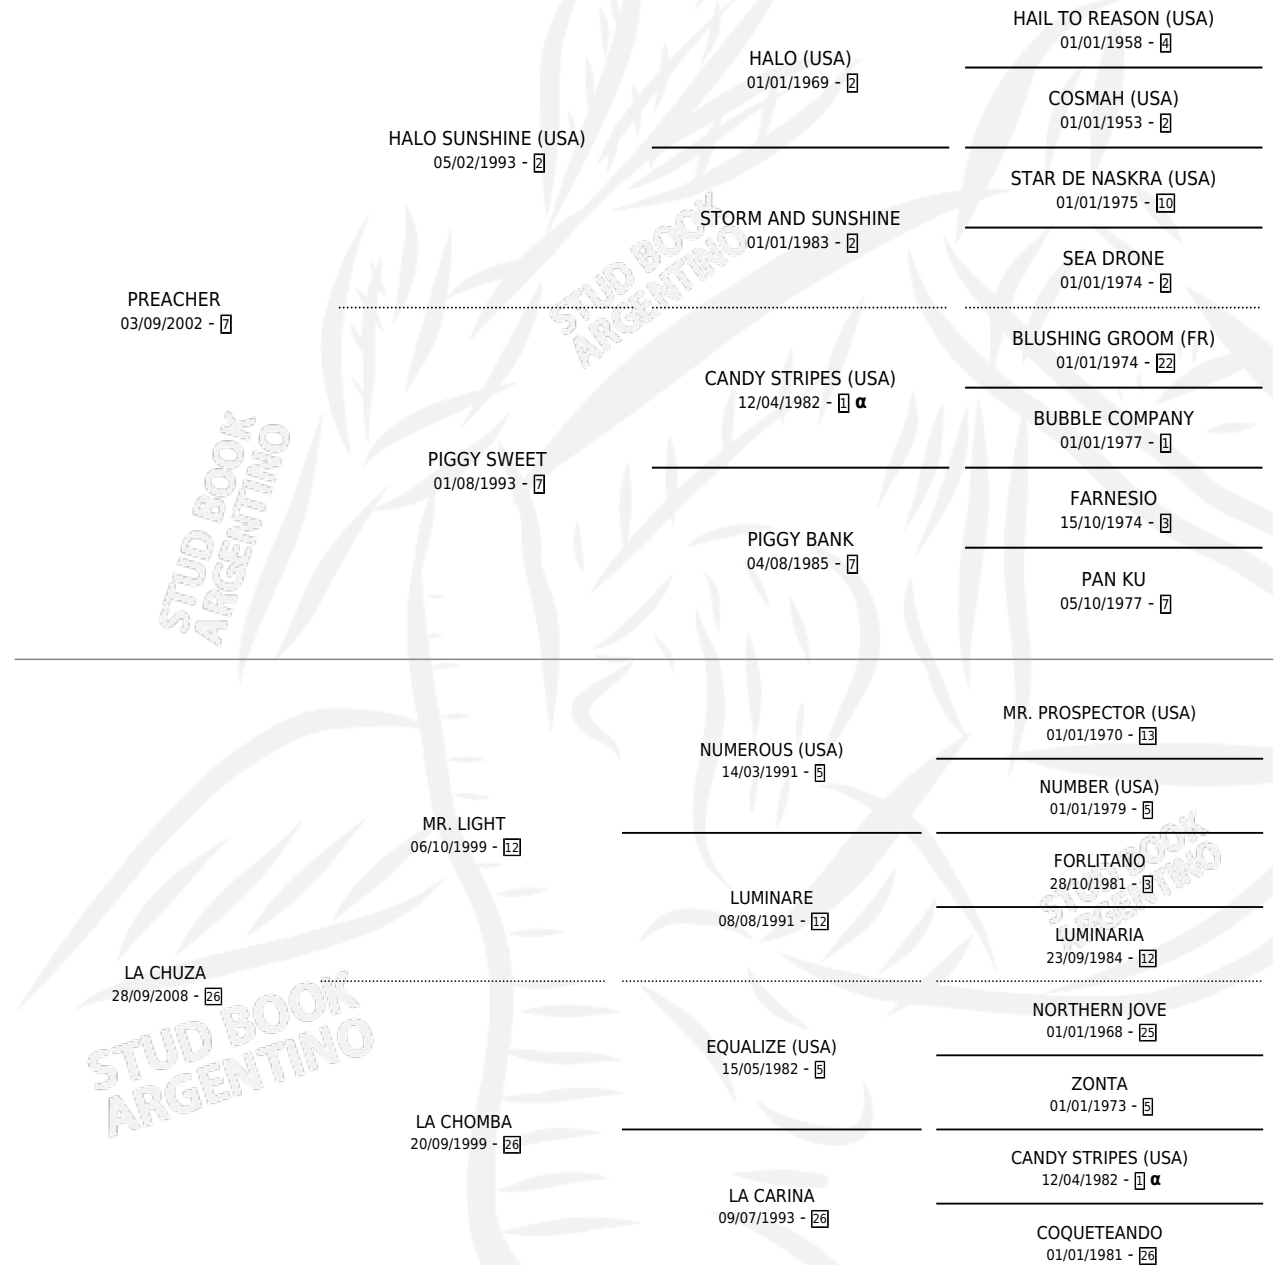 HAIL TO REASON (USA)
01/01/1958 - 4
HALO (USA)
01/01/1969 - 2
COSMAH (USA)
01/01/1953 - 2
HALO SUNSHINE (USA)
05/02/1993 - 2
STAR DE NASKRA (USA)
01/01/1975 - 10
STORM AND SUNSHINE
01/01/1983 - 2
SEA DRONE
01/01/1974 - 2
PREACHER
03/09/2002 - 7
BLUSHING GROOM (FR)
01/01/1974 - 22
CANDY STRIPES (USA)
12/04/1982 - 1 α
BUBBLE COMPANY
01/01/1977 - 1
PIGGY SWEET
01/08/1993 - 7
FARNESIO
15/10/1974 - 3
PIGGY BANK
04/08/1985 - 7
PAN KU
05/10/1977 - 7
STUD BOOK
ARGENTINO
STUD BOOK
ARGENTINO
MR. PROSPECTOR (USA)
01/01/1970 - 13
NUMEROUS (USA)
14/03/1991 - 5
NUMBER (USA)
01/01/1979 - 5
MR. LIGHT
06/10/1999 - 12
FORLITANO
28/10/1981 - 3
LUMINARE
08/08/1991 - 12
LUMINARIA
23/09/1984 - 12
LA CHUZA
28/09/2008 - 26
NORTHERN JOVE
01/01/1968 - 25
EQUALIZE (USA)
15/05/1982 - 5
ZONTA
01/01/1973 - 5
LA CHOMBA
20/09/1999 - 26
CANDY STRIPES (USA)
12/04/1982 - 1 α
LA CARINA
09/07/1993 - 26
COQUETEANDO
01/01/1981 - 26
STUD BOOK
ARGENTINO
STUD BOOK
ARGENTINO